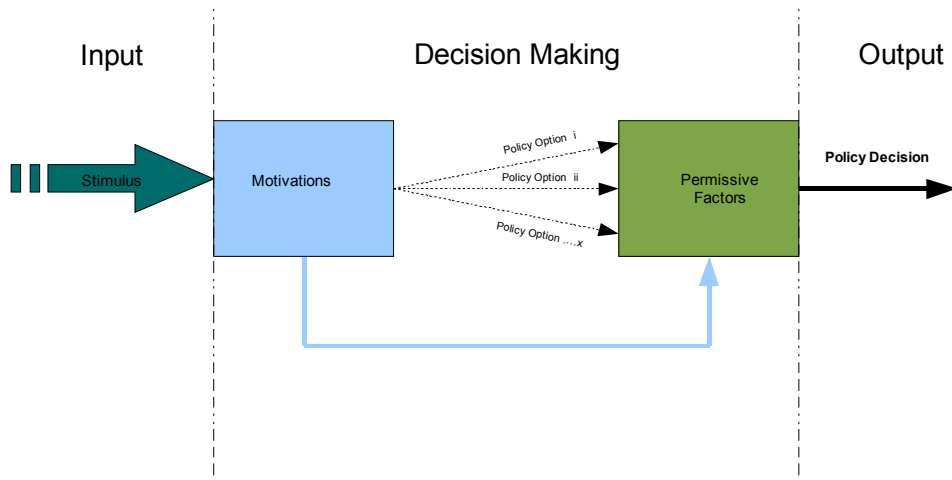 Input
Decision Making
Output
Stimulus
Motivations
Policy Option i
Policy Option ii
Policy Option ....x
Permissive
Factors
Policy Decision